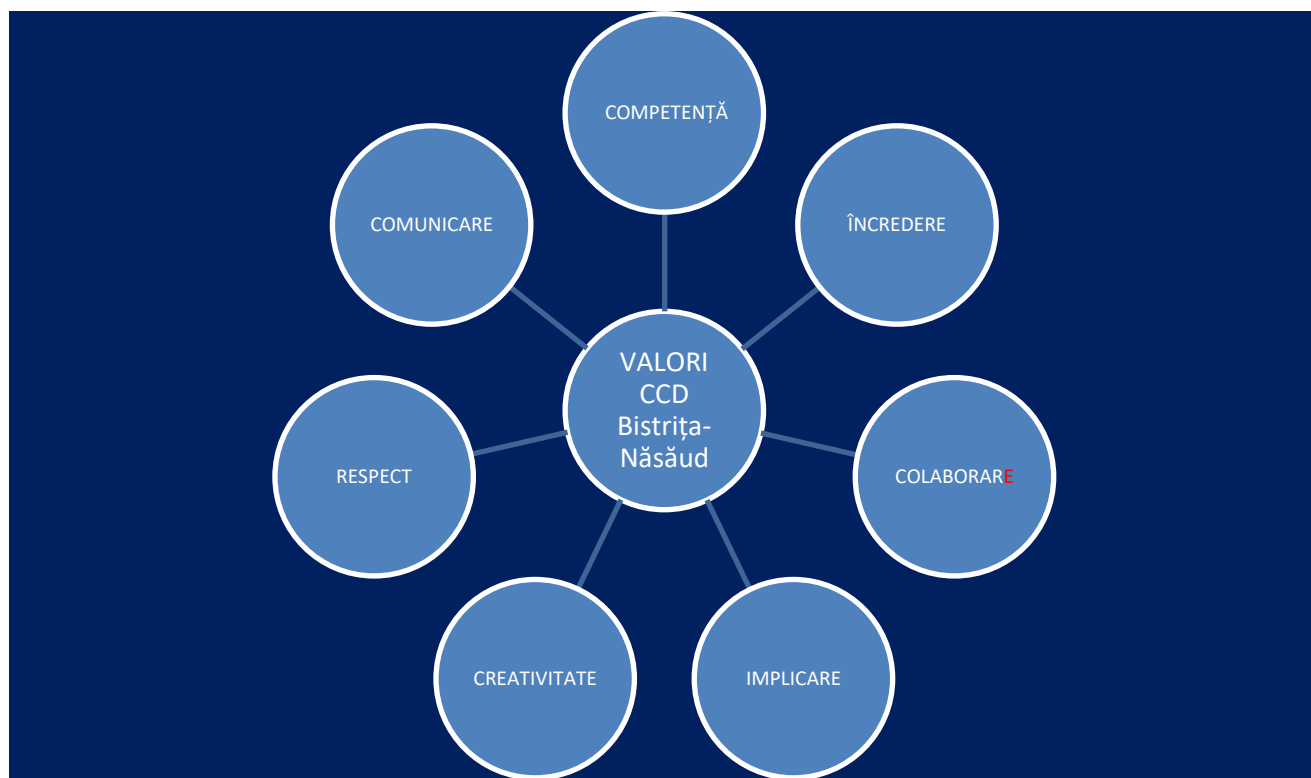 COMPETENȚĂ
COMUNICARE
ÎNCREDERE
VALORI
CCD
Bistrița-
Năsăud
RESPECT
COLABORARE
CREATIVITATE
IMPLICARE